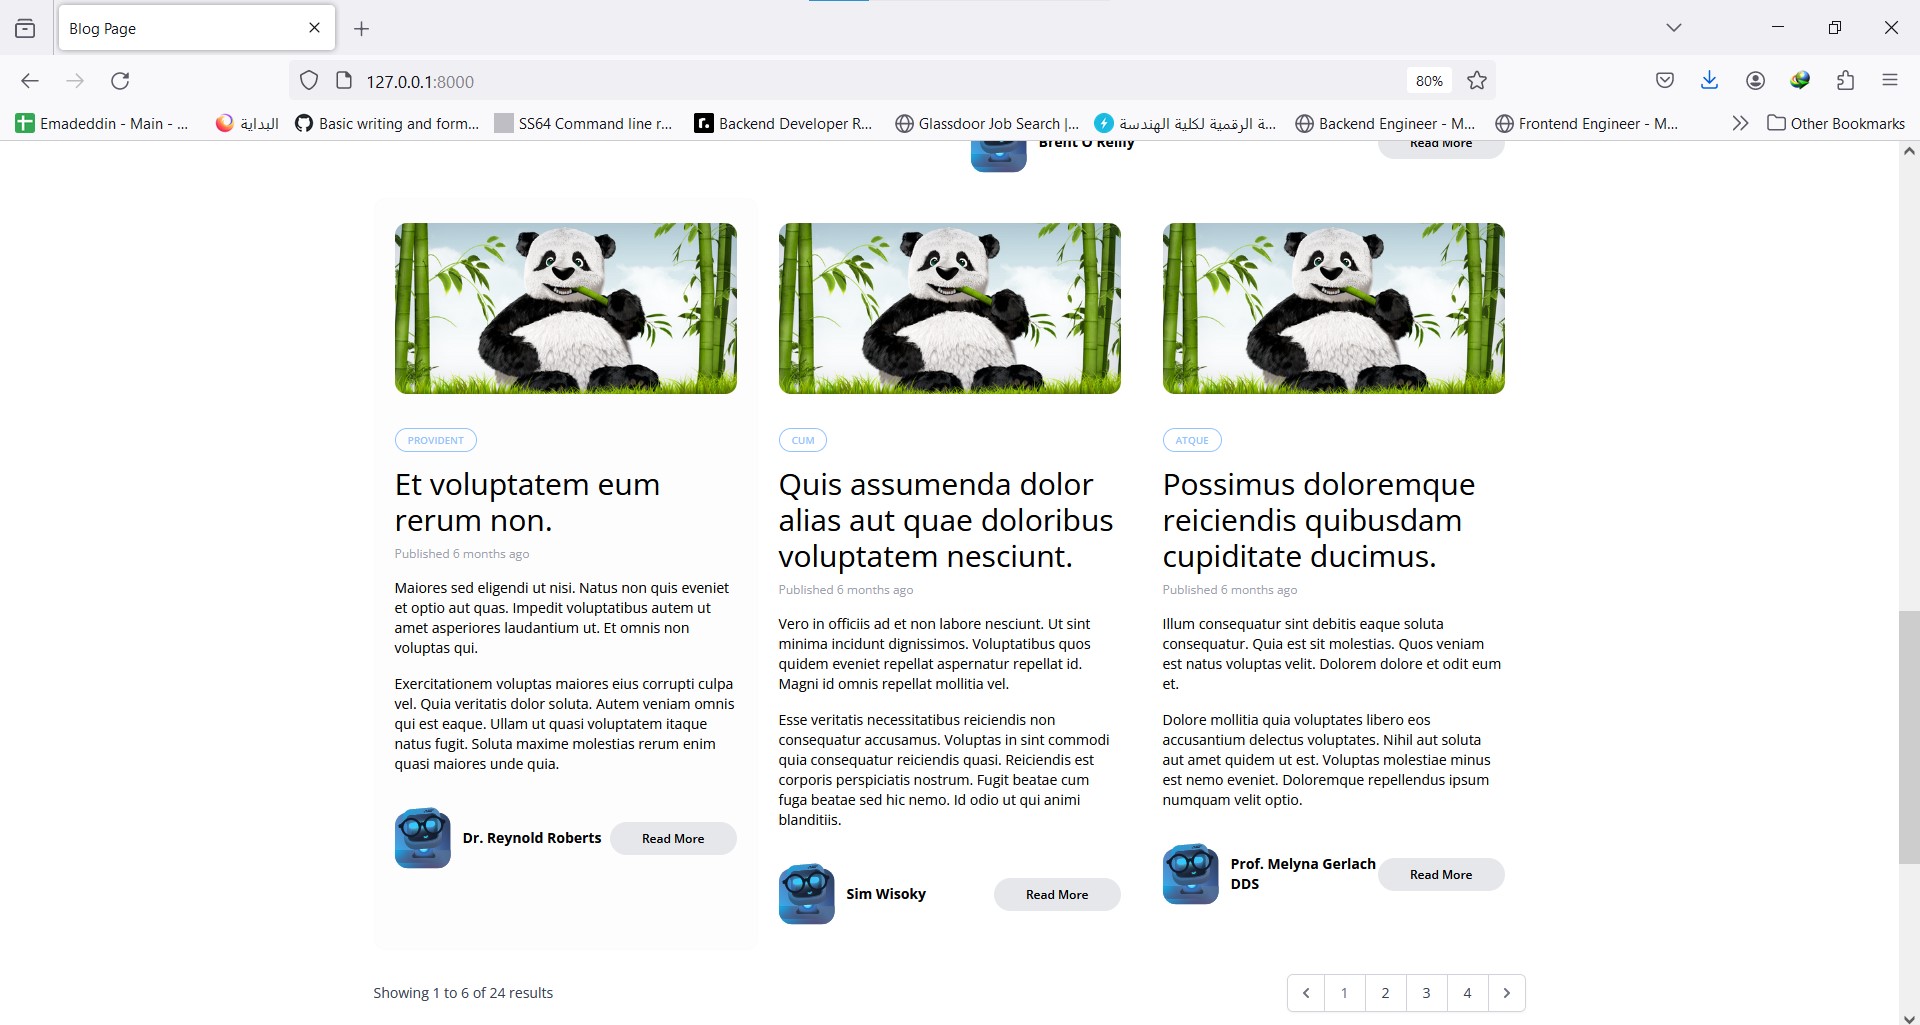 Blog Page
127.0.0.1:8000
80%
Emadeddin - Main - ...
البداية
Basic writing and form...
SS64 Command line r...
Backend Developer R...
Glassdoor Job Search |...
ة الرقمية لكلية الهندسة...
Backend Engineer - M...
Frontend Engineer - M...
Other Bookmarks
Brent O'Reilly
Read More
PROVIDENT
Et voluptatem eum
rerum non.
Published 6 months ago
Maiores sed eligendi ut nisi. Natus non quis eveniet
et optio aut quas. Impedit voluptatibus autem ut
amet asperiores laudantium ut. Et omnis non
voluptas qui.
Exercitationem voluptas maiores eius corrupti culpa
vel. Quia veritatis dolor soluta. Autem veniam omnis
qui est eaque. Ullam ut quasi voluptatem itaque
natus fugit. Soluta maxime molestias rerum enim
quasi maiores unde quia.
Dr. Reynold Roberts
Read More
CUM
Quis assumenda dolor
alias aut quae doloribus
voluptatem nesciunt.
Published 6 months ago
Vero in officiis ad et non labore nesciunt. Ut sint
minima incidunt dignissimos. Voluptatibus quos
quidem eveniet repellat aspernatur repellat id.
Magni id omnis repellat mollitia vel.
Esse veritatis necessitatibus reiciendis non
consequatur accusamus. Voluptas in sint commodi
quia consequatur reiciendis quasi. Reiciendis est
corporis perspiciatis nostrum. Fugit beatae cum
fuga beatae sed hic nemo. Id odio ut qui animi
blanditiis.
Sim Wisoky
Read More
ATQUE
Possimus doloremque
reiciendis quibusdam
cupiditate ducimus.
Published 6 months ago
Illum consequatur sint debitis eaque soluta
consequatur. Quia est sit molestias. Quos veniam
est natus voluptas velit. Dolorem dolore et odit eum
et.
Dolore mollitia quia voluptates libero eos
accusantium delectus voluptates. Nihil aut soluta
aut amet quidem ut est. Voluptas molestiae minus
est nemo eveniet. Doloremque repellendus ipsum
numquam velit optio.
Prof. Melyna Gerlach
DDS
Read More
Showing 1 to 6 of 24 results
1 2 3 4